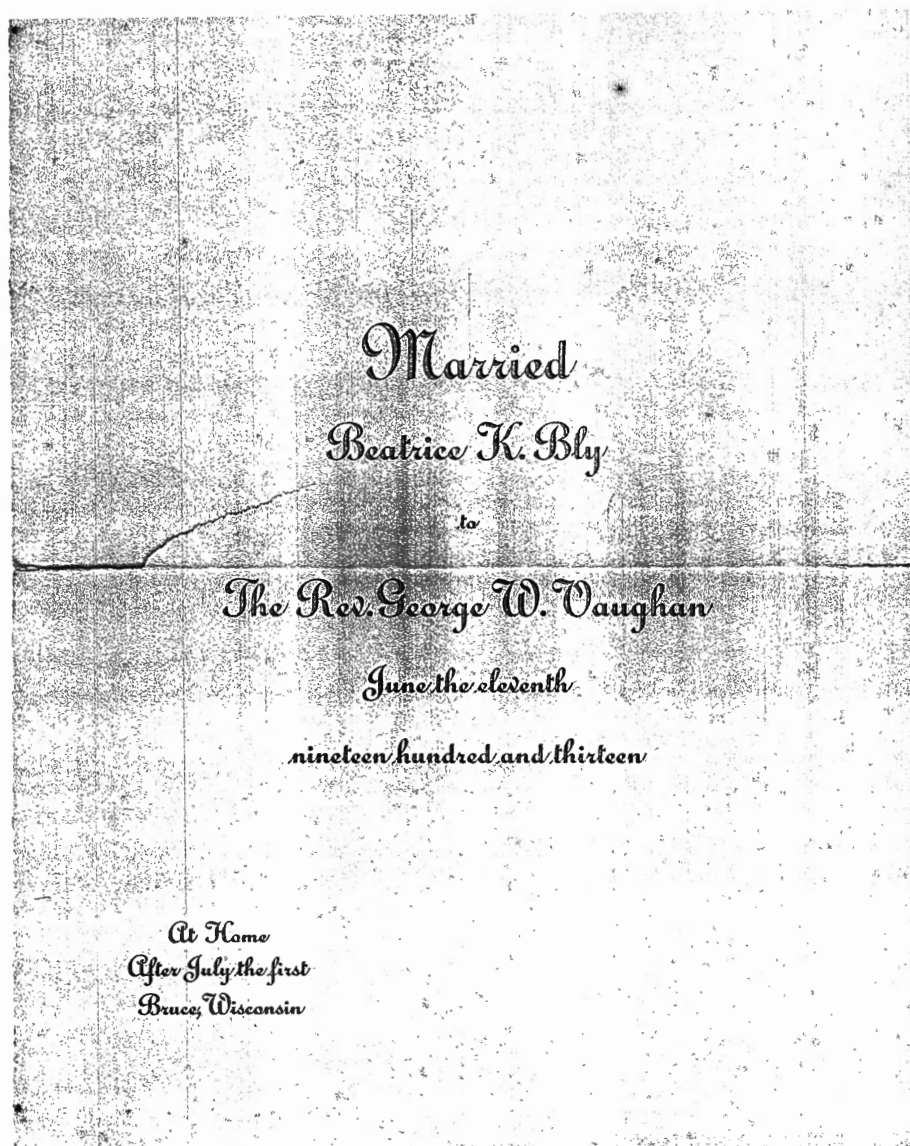 Married
Beatrice K. Bly
to
The Rev. George W. Vaughan
June the eleventh
nineteen hundred and thirteen
At Home
After July the first
Bruce, Wisconsin